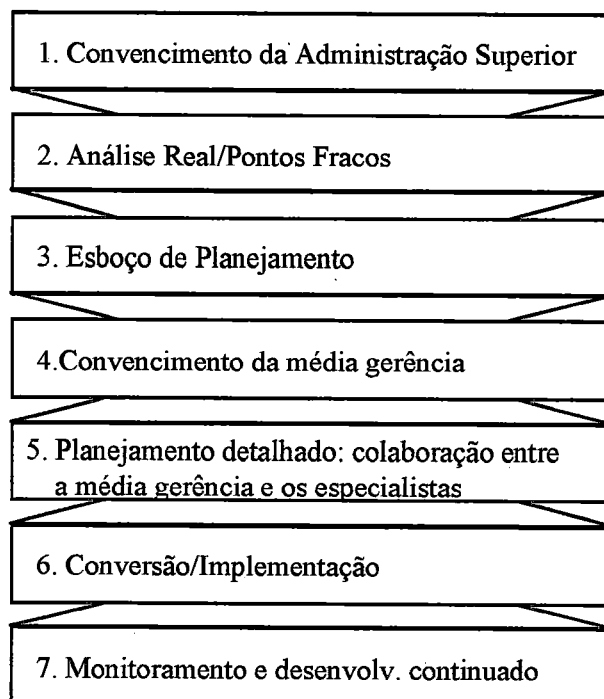 1. Convencimento da Administração Superior
2. Análise Real/Pontos Fracos
3. Esboço de Planejamento
4.Convencimento da média gerência
5. Planejamento detalhado: colaboração entre
a média gerência e os especialistas
6. Conversão/Implementação
7. Monitoramento e desenvolv. continuado